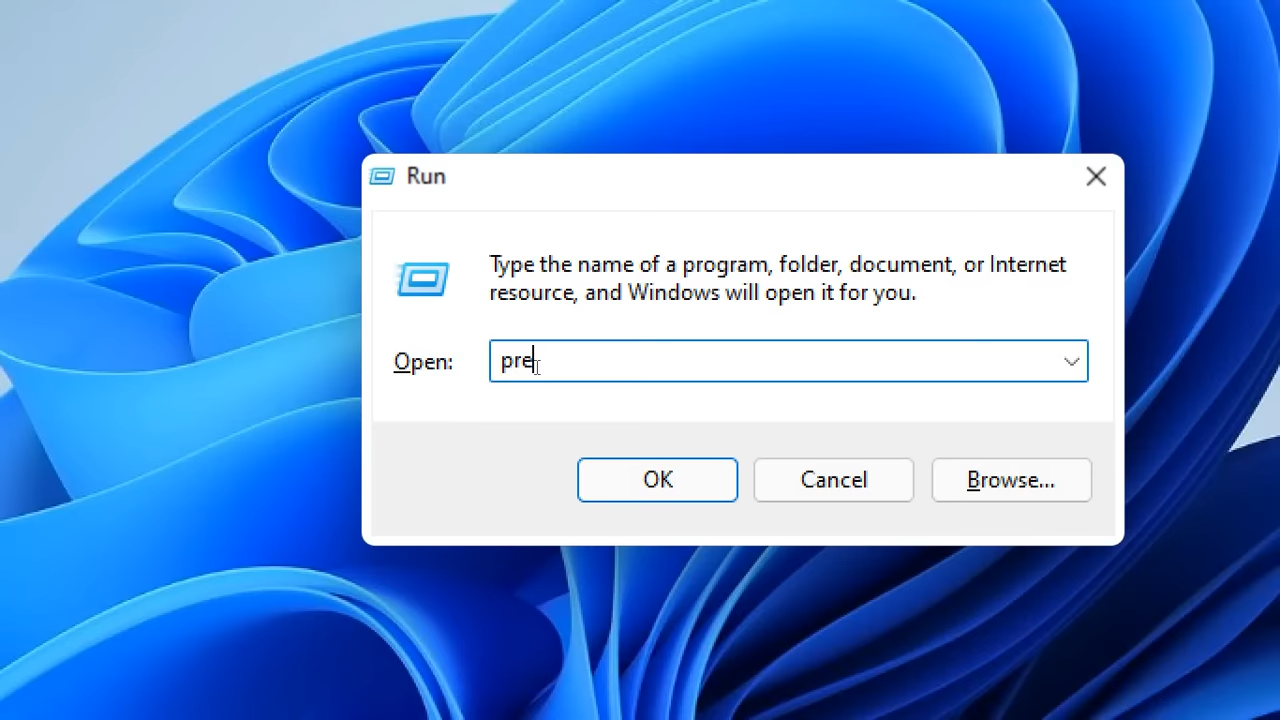 Run
Type the name of a program, folder, document, or Internet
resource, and Windows will open it for you.
Open: pre
OK Cancel Browse...